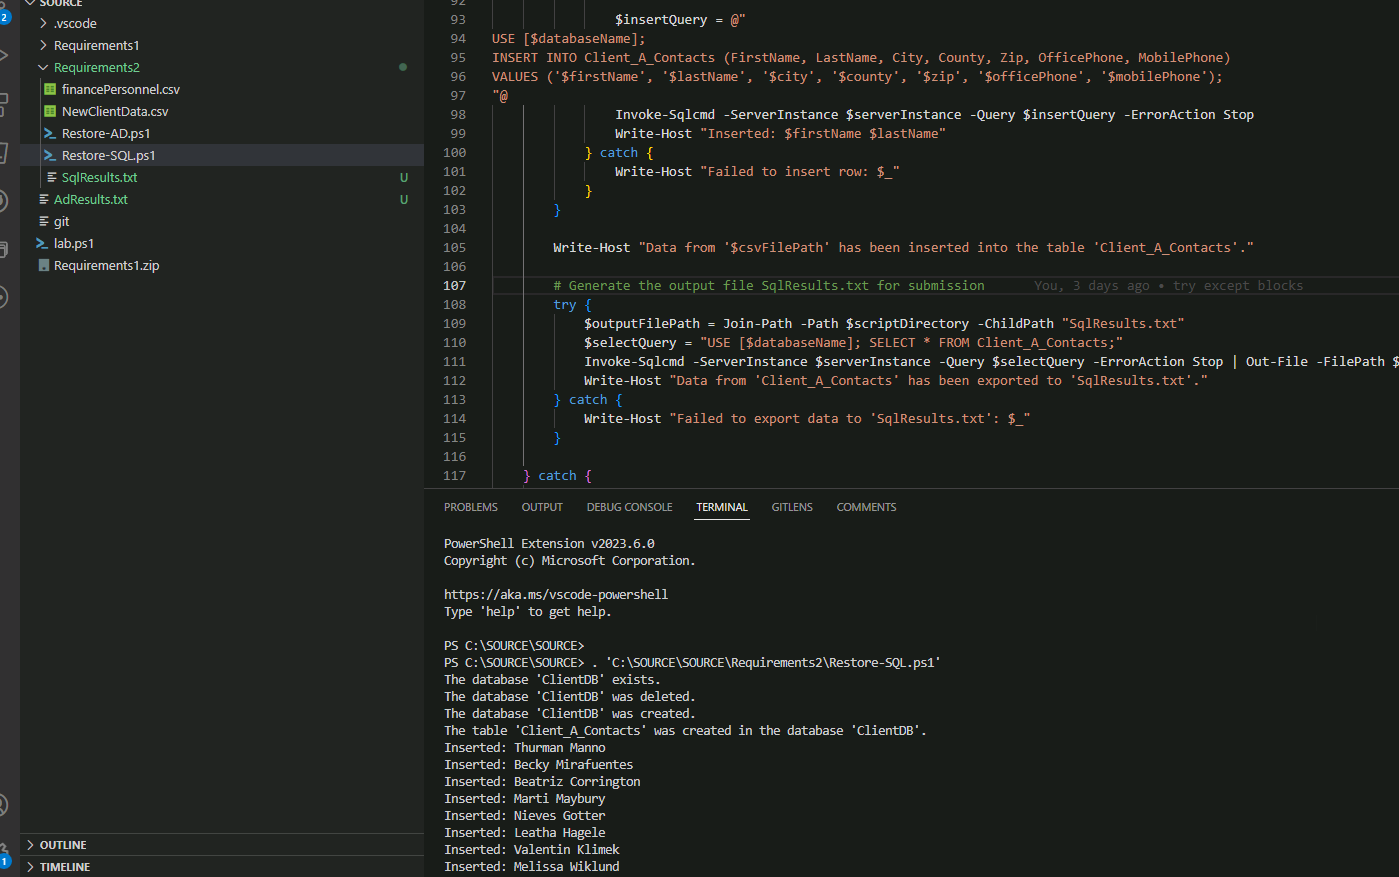 SOURCE
.vscode
Requirements1
Requirements2
financePersonnel.csv
NewClientData.csv
Restore-AD.ps1
Restore-SQL.ps1
SqlResults.txt U
AdResults.txt U
git
lab.ps1
Requirements1.zip
OUTLINE
TIMELINE
2
1
92
93 $insertQuery = @"
94 USE [$databaseName];
95 INSERT INTO Client_A_Contacts (FirstName, LastName, City, County, Zip, OfficePhone, MobilePhone)
96 VALUES ('$firstName', '$lastName', '$city', '$county', '$zip', '$officePhone', '$mobilePhone');
97 "@
98 Invoke-Sqlcmd -ServerInstance $serverInstance -Query $insertQuery -ErrorAction Stop
99 Write-Host "Inserted: $firstName $lastName"
100 } catch {
101 Write-Host "Failed to insert row: $_"
102 }
103 }
104
105 Write-Host "Data from '$csvFilePath' has been inserted into the table 'Client_A_Contacts'."
106
107 # Generate the output file SqlResults.txt for submission You, 3 days ago • try except blocks
108 try {
109 $outputFilePath = Join-Path -Path $scriptDirectory -ChildPath "SqlResults.txt"
110 $selectQuery = "USE [$databaseName]; SELECT * FROM Client_A_Contacts;"
111 Invoke-Sqlcmd -ServerInstance $serverInstance -Query $selectQuery -ErrorAction Stop | Out-File -FilePath $
112 Write-Host "Data from 'Client_A_Contacts' has been exported to 'SqlResults.txt'."
113 } catch {
114 Write-Host "Failed to export data to 'SqlResults.txt': $_"
115 }
116
117 } catch {
PROBLEMS OUTPUT DEBUG CONSOLE TERMINAL GITLENS COMMENTS
PowerShell Extension v2023.6.0
Copyright (c) Microsoft Corporation.
https://aka.ms/vscode-powershell
Type 'help' to get help.
PS C:\SOURCE\SOURCE>
PS C:\SOURCE\SOURCE> . 'C:\SOURCE\SOURCE\Requirements2\Restore-SQL.ps1'
The database 'ClientDB' exists.
The database 'ClientDB' was deleted.
The database 'ClientDB' was created.
The table 'Client_A_Contacts' was created in the database 'ClientDB'.
Inserted: Thurman Manno
Inserted: Becky Mirafuentes
Inserted: Beatriz Corrington
Inserted: Marti Maybury
Inserted: Nieves Gotter
Inserted: Leatha Hagele
Inserted: Valentin Klimek
Inserted: Melissa Wiklund